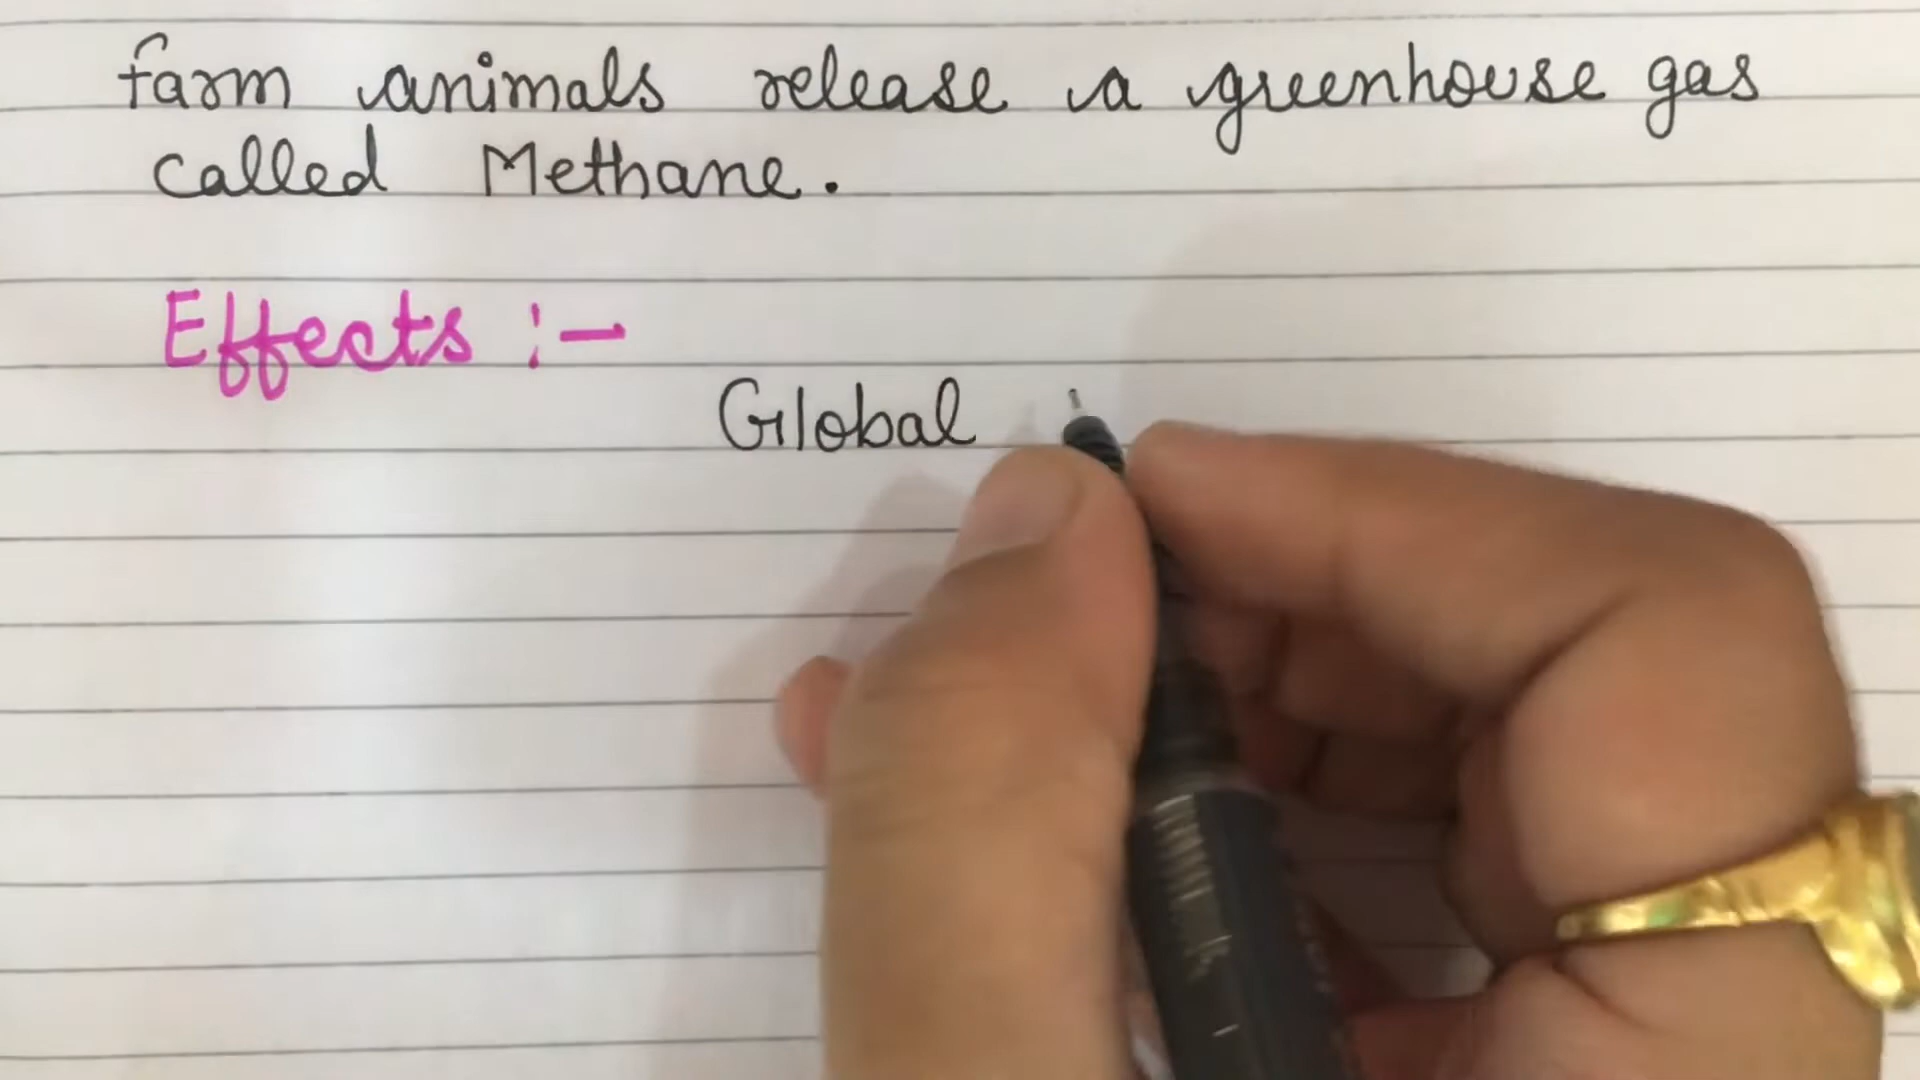 farm animals release a greenhouse gas
called Methane.
Effects :-
Global